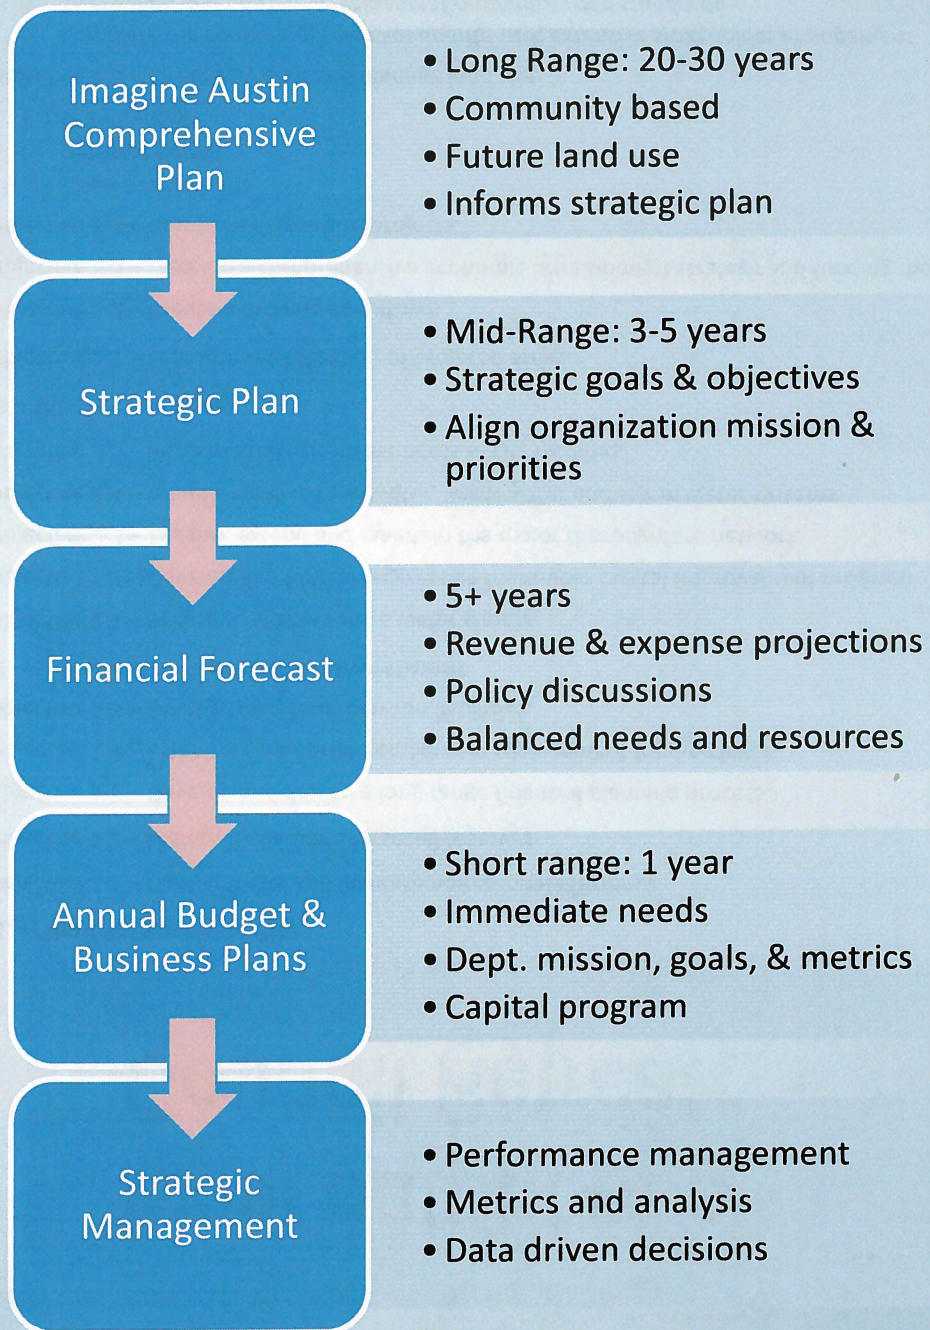 Imagine Austin
Comprehensive
Plan
• Long Range: 20-30 years
• Community based
• Future land use
• Informs strategic plan
Strategic Plan
• Mid-Range: 3-5 years
• Strategic goals & objectives
• Align organization mission &
priorities
Financial Forecast
• 5+ years
• Revenue & expense projections
• Policy discussions
• Balanced needs and resources
Annual Budget &
Business Plans
• Short range: 1 year
• Immediate needs
• Dept. mission, goals, & metrics
• Capital program
Strategic
Management
• Performance management
• Metrics and analysis
• Data driven decisions